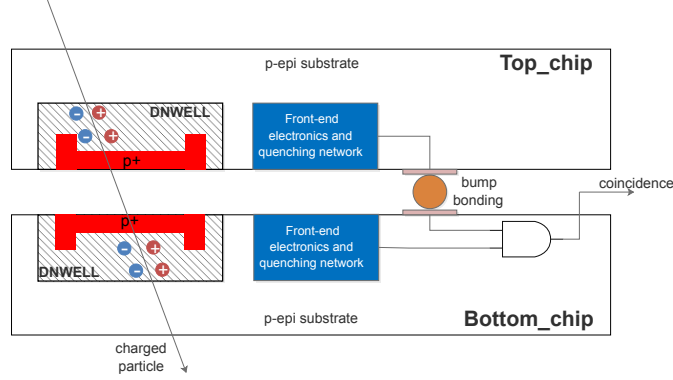 p-epi substrate
Top_chip
DNWELL
- +
- +
p+
Front-end
electronics and
quenching network
bump
bonding
coincidence
p+
- +
- +
DNWELL
Front-end
electronics and
quenching network
p-epi substrate
Bottom_chip
charged
particle